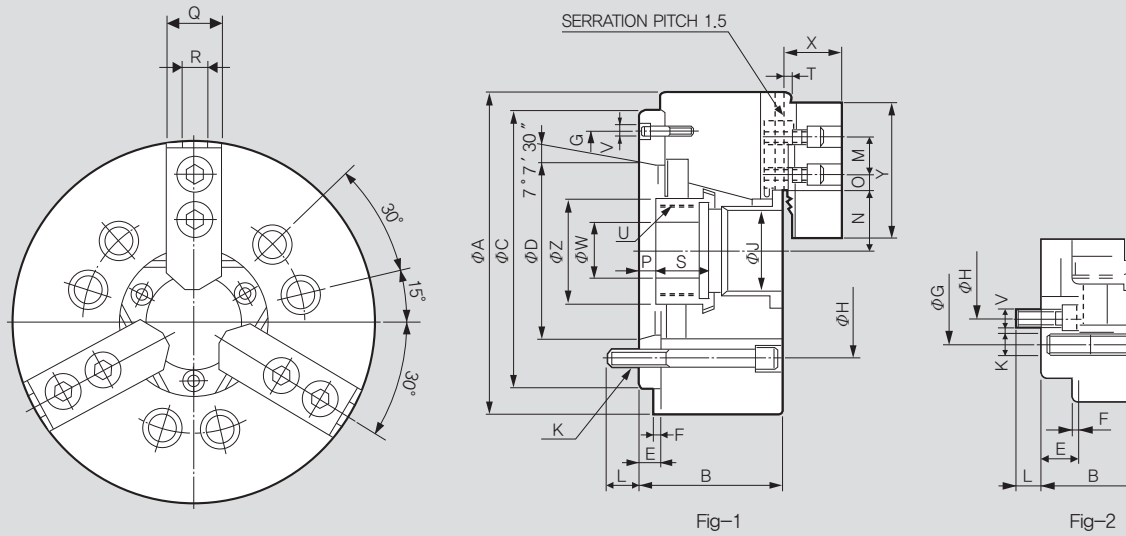 Q
R
30°
15°
30°
SERRATION PITCH 1.5
X
T
G
V
7° 7′ 30″
M
O
Y
N
U
ΦA
ΦC
ΦD
ΦZ
ΦW
P
S
ΦJ
ΦH
K
F
E
L
B
Fig-1
ΦG
ΦH
V
K
F
E
L
B
Fig-2